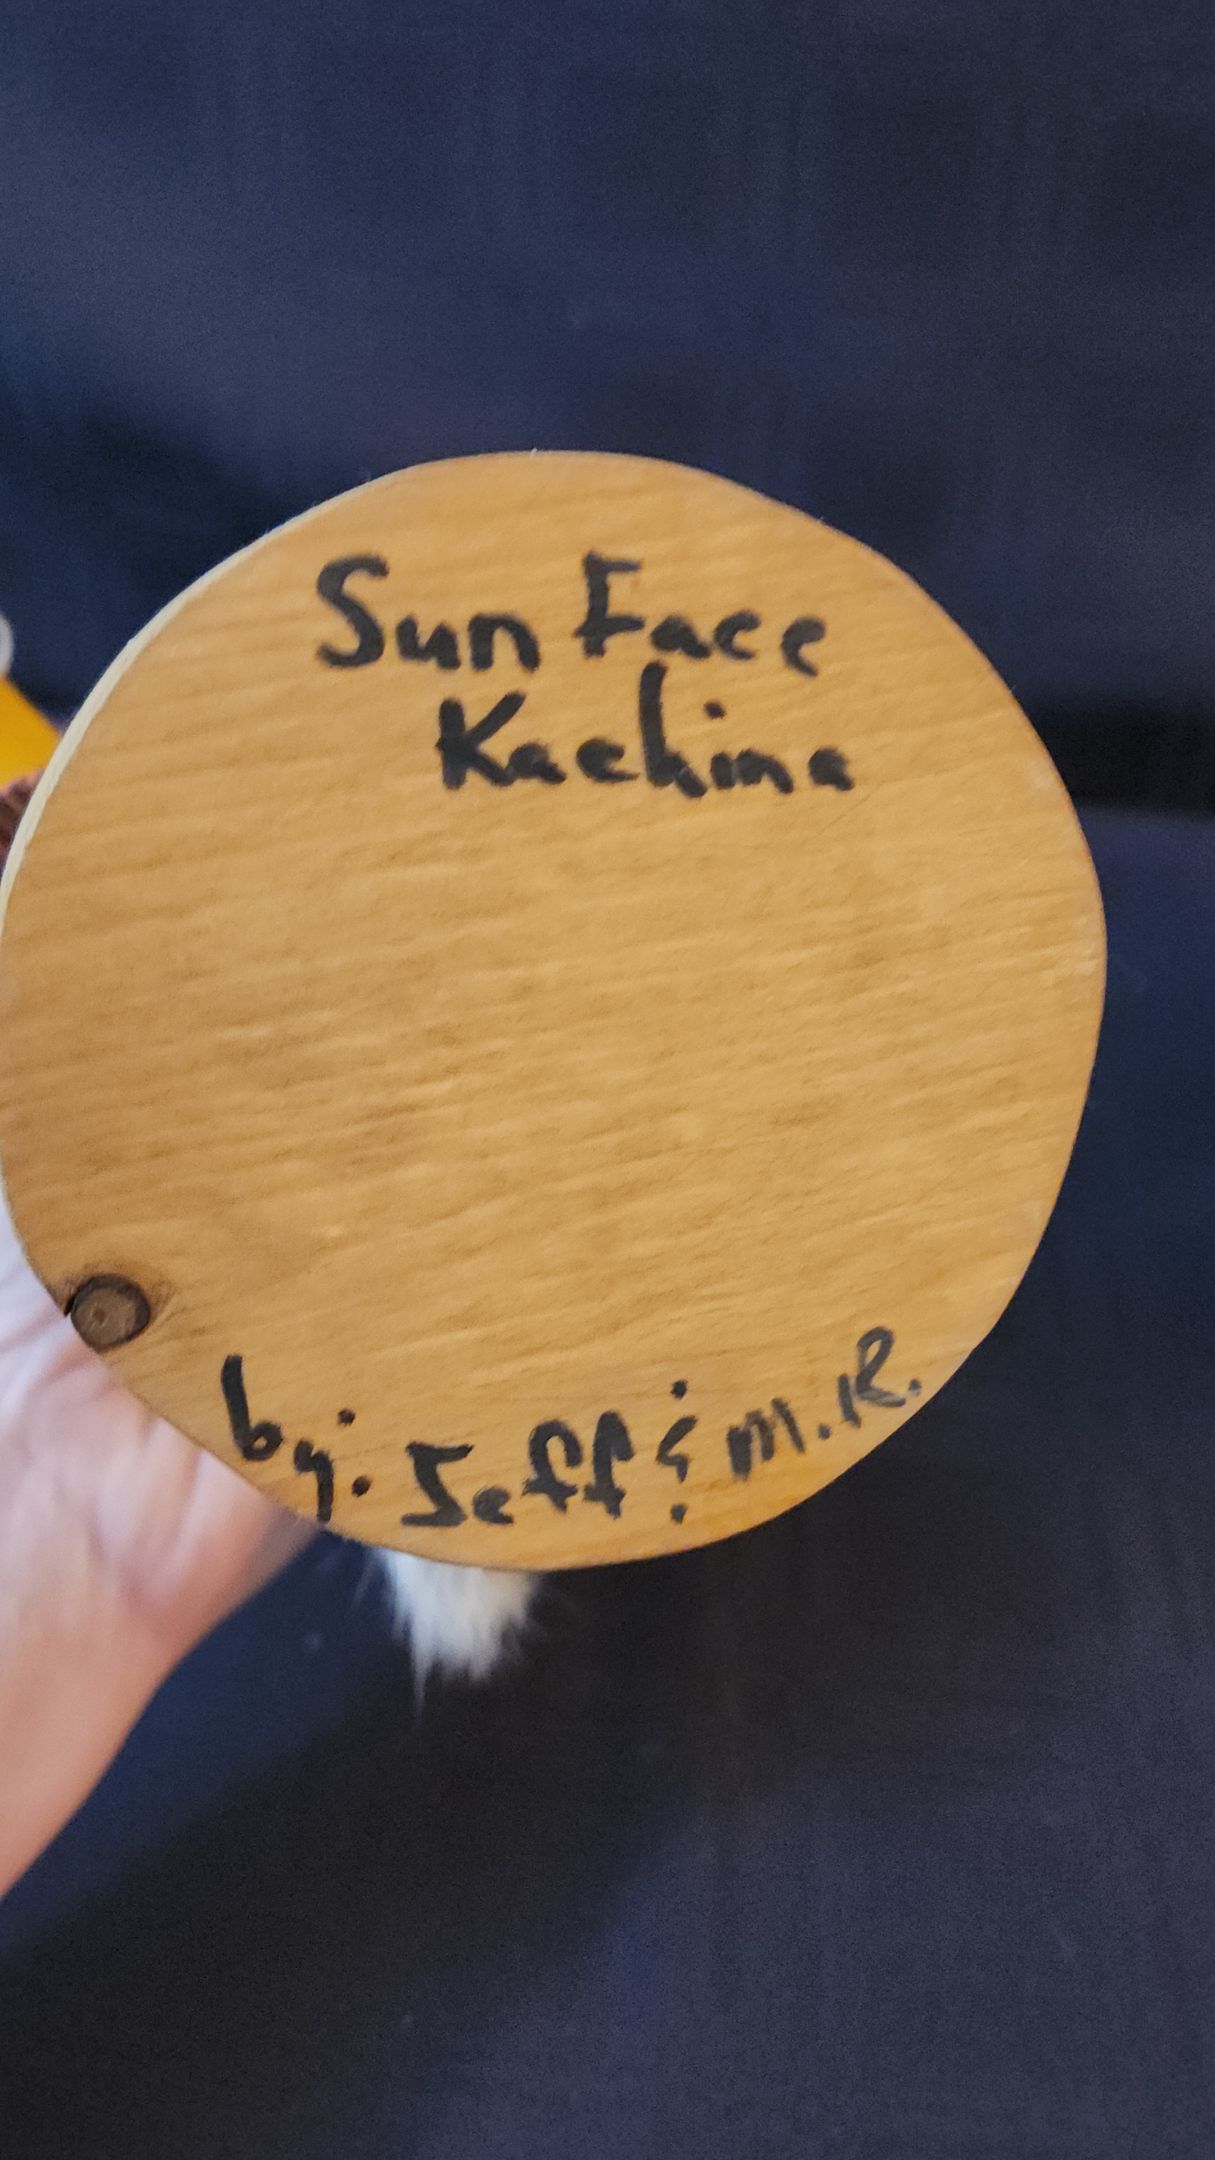 Sun Face
Kachina
by: Jeff & M.R.